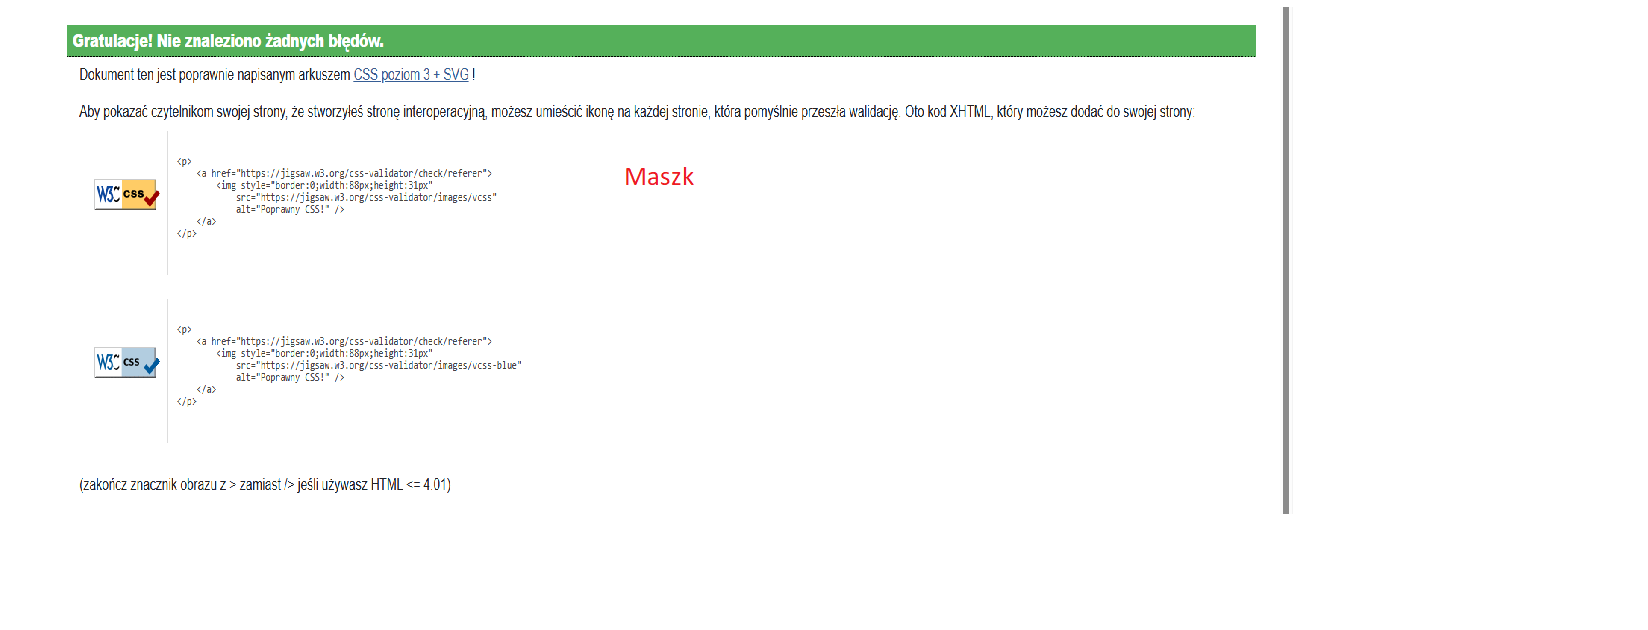 Gratulacje! Nie znaleziono żadnych błędów.
Dokument ten jest poprawnie napisanym arkuszem CSS poziom 3 + SVG !
Aby pokazać czytelnikom swojej strony, że stworzyłeś stronę interoperacyjną, możesz umieścić ikonę na każdej stronie, która pomyślnie przeszła walidację. Oto kod XHTML, który możesz dodać do swojej strony:
W3C css
<p>
<a href="https://jigsaw.w3.org/css-validator/check/referer">
<img style="border:0;width:88px;height:31px"
src="https://jigsaw.w3.org/css-validator/images/vcss"
alt="Poprawny CSS!" />
</a>
</p>
Maszk
W3C css
<p>
<a href="https://jigsaw.w3.org/css-validator/check/referer">
<img style="border:0;width:88px;height:31px"
src="https://jigsaw.w3.org/css-validator/images/vcss-blue"
alt="Poprawny CSS!" />
</a>
</p>
(zakończ znacznik obrazu z > zamiast /> jeśli używasz HTML <= 4.01)